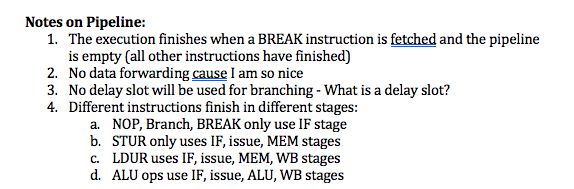 Notes on Pipeline:
1. The execution finishes when a BREAK instruction is fetched and the pipeline
is empty (all other instructions have finished)
2. No data forwarding cause I am so nice
3. No delay slot will be used for branching - What is a delay slot?
4. Different instructions finish in different stages:
a. NOP, Branch, BREAK only use IF stage
b. STUR only uses IF, issue, MEM stages
c. LDUR uses IF, issue, MEM, WB stages
d. ALU ops use IF, issue, ALU, WB stages